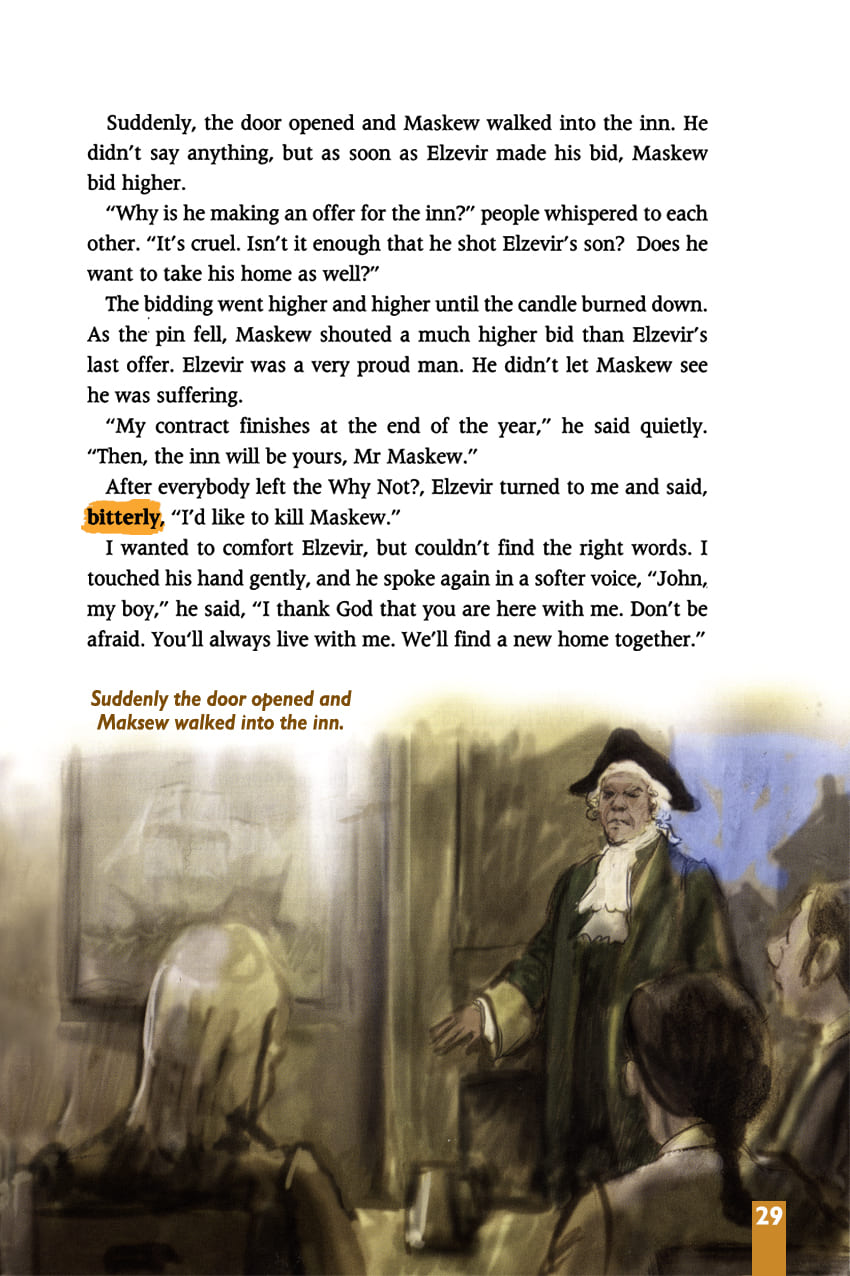 Suddenly, the door opened and Maskew walked into the inn. He
didn't say anything, but as soon as Elzevir made his bid, Maskew
bid higher.
“Why is he making an offer for the inn?” people whispered to each
other. “It's cruel. Isn't it enough that he shot Elzevir's son? Does he
want to take his home as well?”
The bidding went higher and higher until the candle burned down.
As the pin fell, Maskew shouted a much higher bid than Elzevir's
last offer. Elzevir was a very proud man. He didn't let Maskew see
he was suffering.
“My contract finishes at the end of the year,” he said quietly.
“Then, the inn will be yours, Mr Maskew.”
After everybody left the Why Not?, Elzevir turned to me and said,
bitterly, “I'd like to kill Maskew.”
I wanted to comfort Elzevir, but couldn't find the right words. I
touched his hand gently, and he spoke again in a softer voice, “John,
my boy,” he said, “I thank God that you are here with me. Don't be
afraid. You'll always live with me. We'll find a new home together.”
Suddenly the door opened and
Maksew walked into the inn.
29